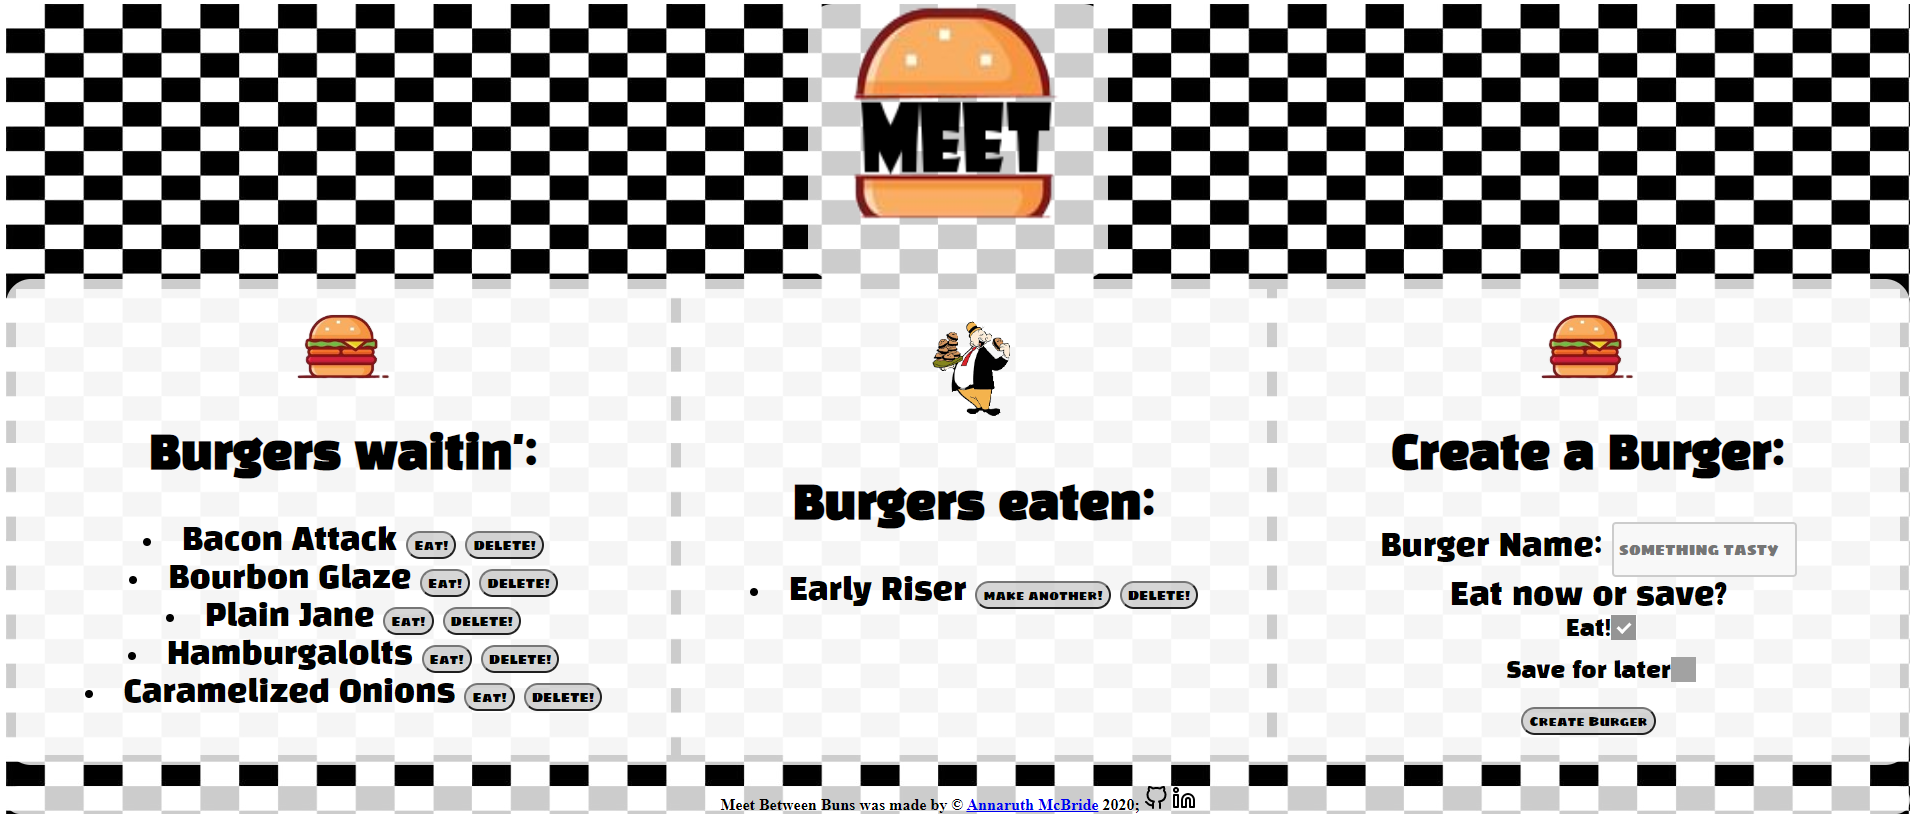 MEET
Burgers waitin':
Bacon Attack Eat! DELETE!
Bourbon Glaze Eat! DELETE!
Plain Jane Eat! DELETE!
Hamburgalolts Eat! DELETE!
Caramelized Onions Eat! DELETE!
Burgers eaten:
Early Riser MAKE ANOTHER! DELETE!
Create a Burger:
Burger Name: SOMETHING TASTY
Eat now or save?
Eat!
Save for later
Create Burger
Meet Between Buns was made by © Annaruth McBride 2020; in